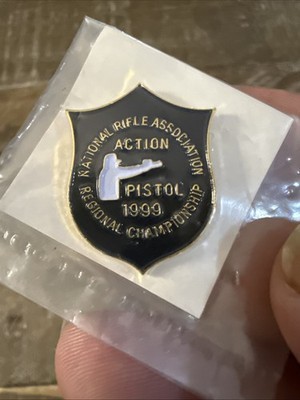 NATIONAL RIFLE ASSOCIATION
ACTION
PISTOL
1999
REGIONAL CHAMPIONSHIP